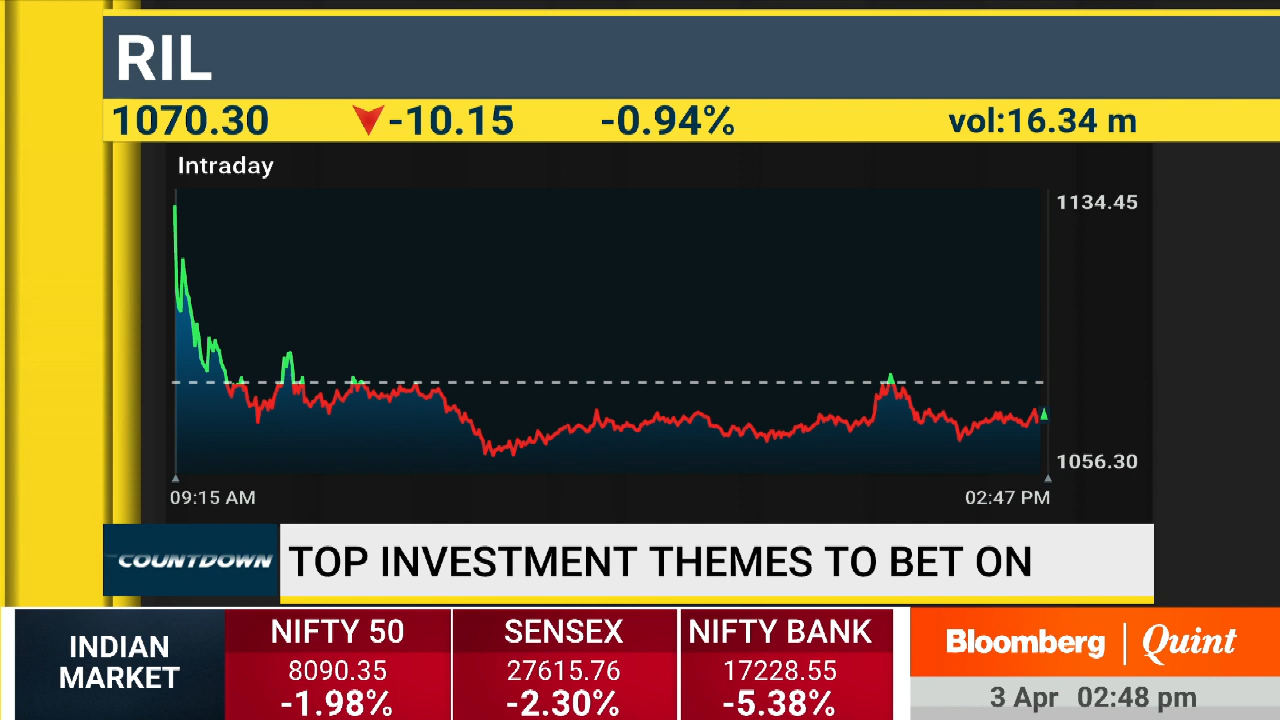 RIL
1070.30 -10.15 -0.94% vol:16.34 m
Intraday
1134.45
1056.30
09:15 AM 02:47 PM
COUNTDOWN TOP INVESTMENT THEMES TO BET ON
INDIAN MARKET
NIFTY 50
8090.35
-1.98%
SENSEX
27615.76
-2.30%
NIFTY BANK
17228.55
-5.38%
Bloomberg | Quint
3 Apr 02:48 pm